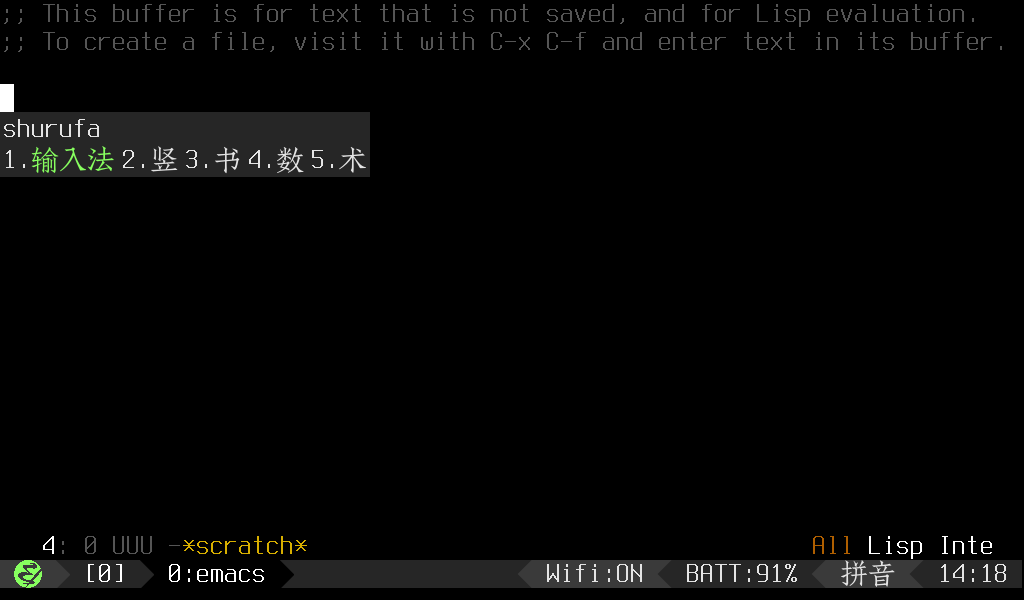 ;; This buffer is for text that is not saved, and for Lisp evaluation.
;; To create a file, visit it with C-x C-f and enter text in its buffer.
shurufa
1.输入法 2.竖 3.书 4.数 5.术
4: 0 UUU -*scratch* All Lisp Inte
[0] 0:emacs Wifi:ON BATT:91% 拼音 14:18